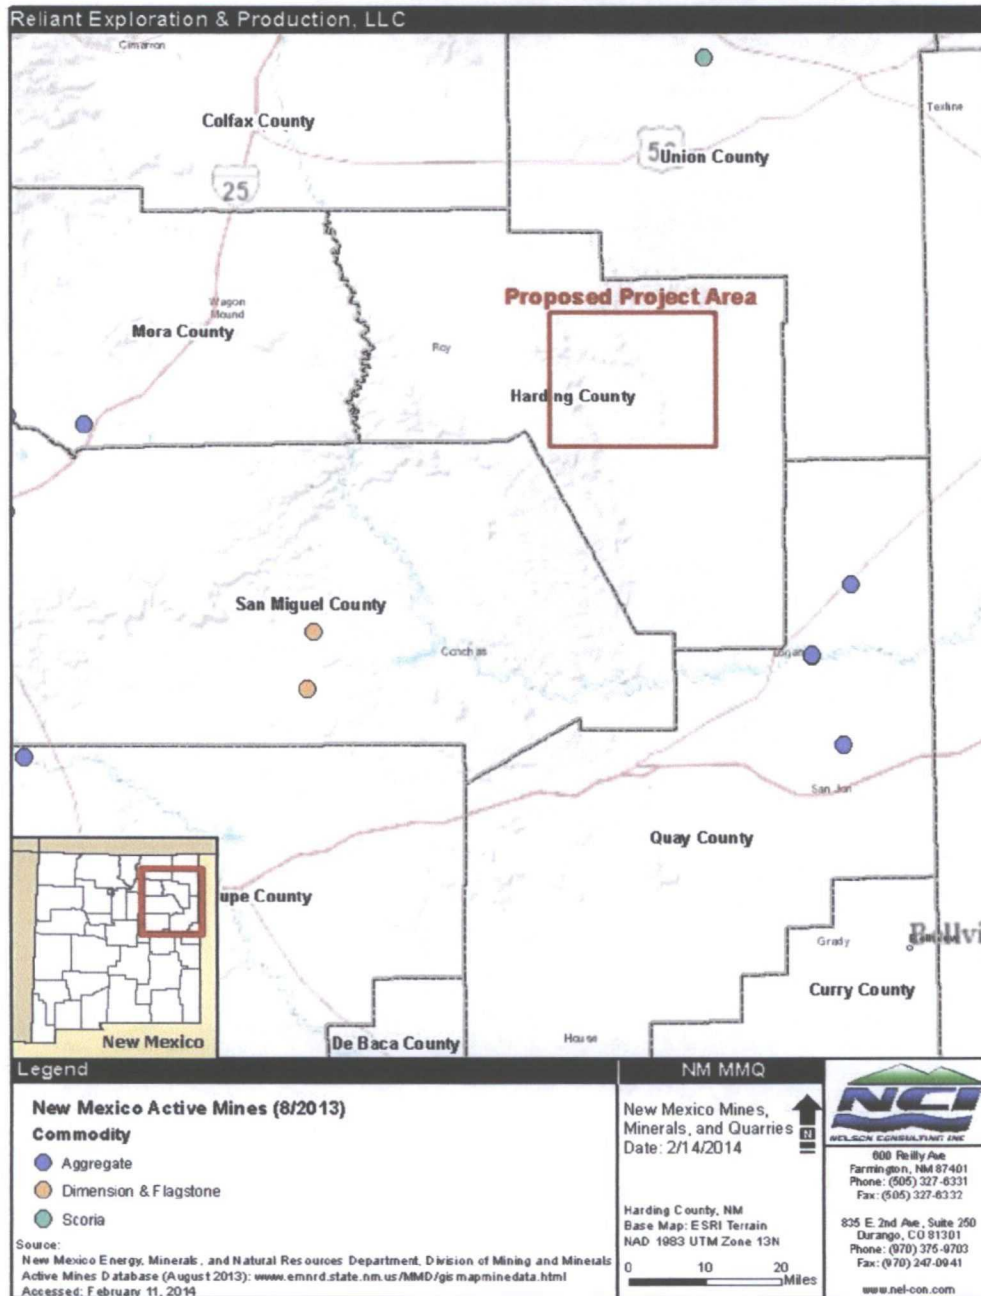 Reliant Exploration & Production, LLC
Cimarron
Colfax County
25
Union County
Texline
Proposed Project Area
Wagon
Mound
Mora County
Roy
Harding County
San Miguel County
Conchas
Logan
San Jon
Quay County
upe County
Grady
Bellvi
Curry County
New Mexico
De Baca County
House
Legend
New Mexico Active Mines (8/2013)
Commodity
Aggregate
Dimension & Flagstone
Scoria
Source:
New Mexico Energy, Minerals, and Natural Resources Department, Division of Mining and Minerals
Active Mines Database (August 2013): www.emnrd.state.nm.us/MMD/gismapminedata.html
Accessed: February 11, 2014
NM MMQ
New Mexico Mines,
Minerals, and Quarries
Date: 2/14/2014
N
Harding County, NM
Base Map: ESRI Terrain
NAD 1983 UTM Zone 13N
0 10 20
Miles
NCI
NELSON CONSULTING INC
600 Reilly Ave
Farmington, NM 87401
Phone: (505) 327-6331
Fax: (505) 327-6332
835 E. 2nd Ave, Suite 250
Durango, CO 81301
Phone: (970) 375-9703
Fax: (970) 247-0941
www.nel-con.com